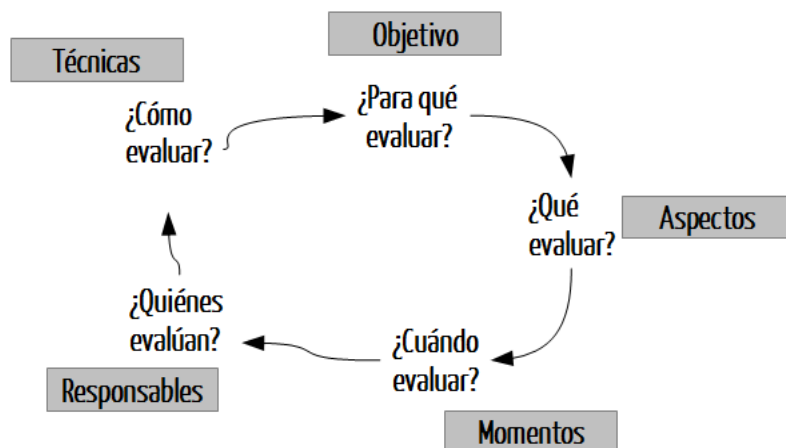 Objetivo
¿Para qué
evaluar?
Técnicas
¿Cómo
evaluar?
¿Qué
evaluar?
Aspectos
¿Cuándo
evaluar?
Momentos
¿Quiénes
evalúan?
Responsables